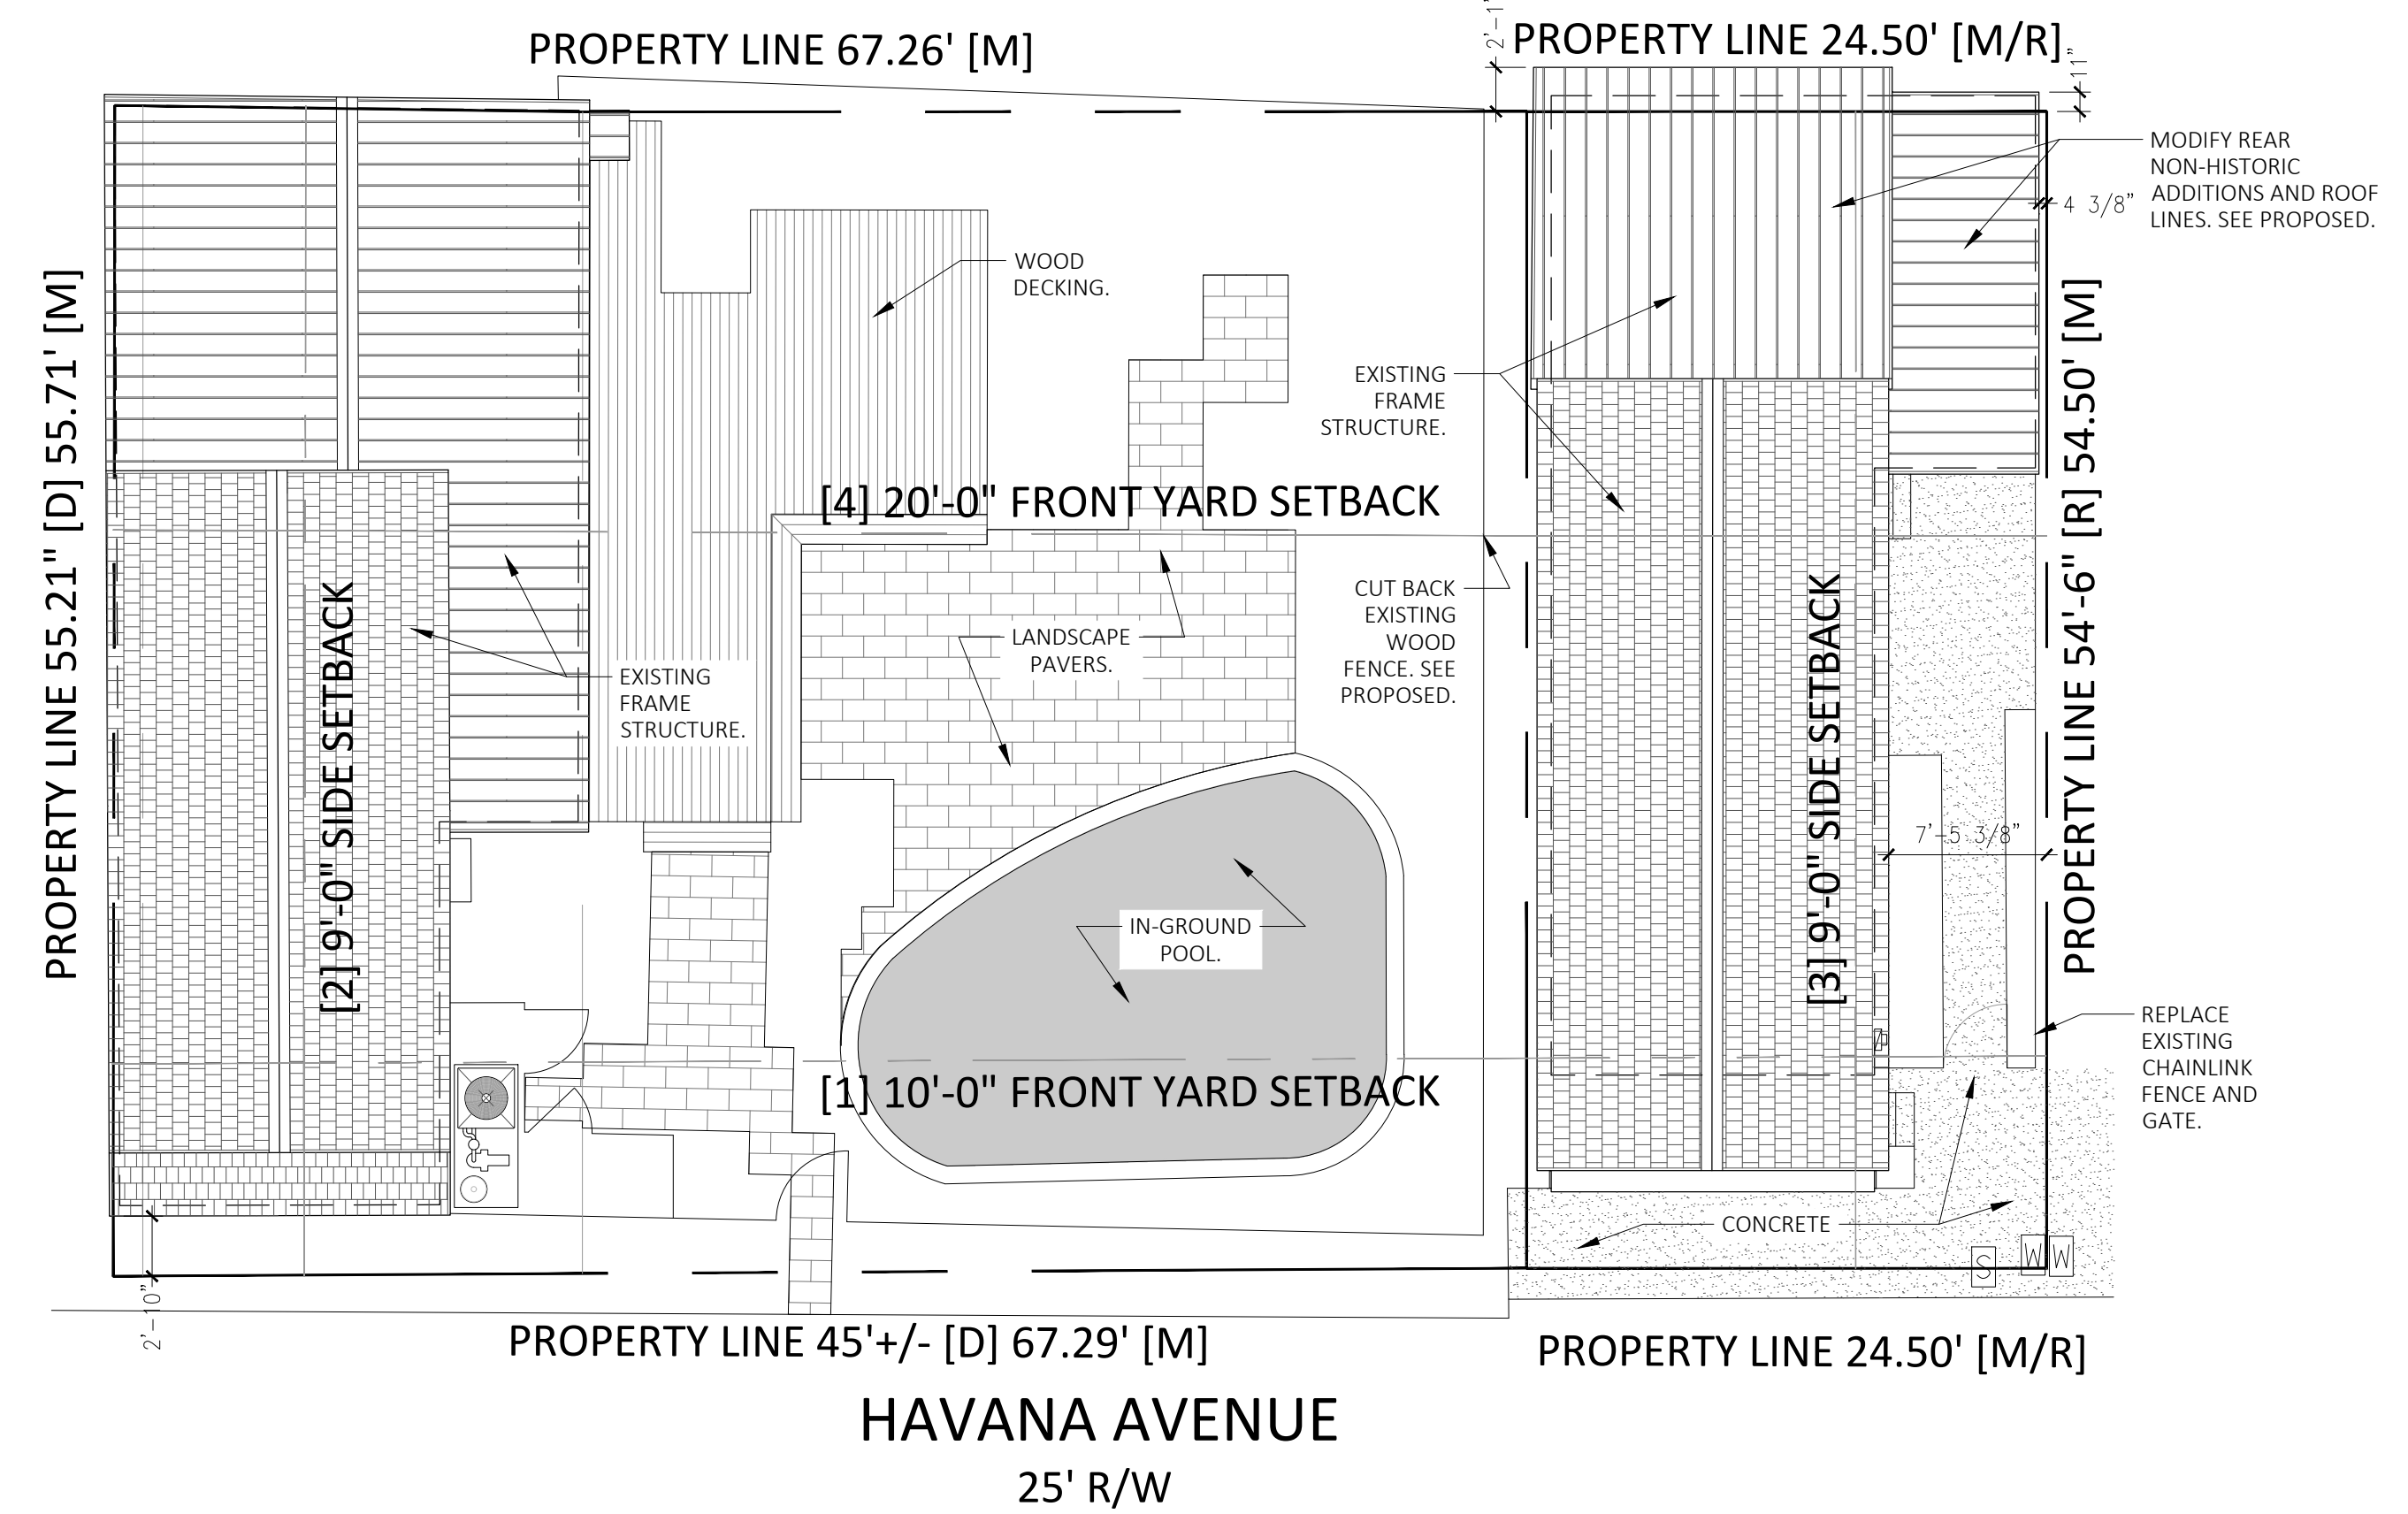 2'-1"
PROPERTY LINE 67.26' [M]
PROPERTY LINE 24.50' [M/R]
11"
MODIFY REAR
NON-HISTORIC
ADDITIONS AND ROOF
LINES. SEE PROPOSED.
4 3/8"
WOOD
DECKING.
EXISTING
FRAME
STRUCTURE.
PROPERTY LINE 55.21" [D] 55.71' [M]
PROPERTY LINE 54'-6" [R] 54.50' [M]
[4] 20'-0" FRONT YARD SETBACK
[2] 9'-0" SIDE SETBACK
[3] 9'-0" SIDE SETBACK
CUT BACK
EXISTING
WOOD
FENCE. SEE
PROPOSED.
LANDSCAPE
PAVERS.
EXISTING
FRAME
STRUCTURE.
7'-5 3/8"
IN-GROUND
POOL.
REPLACE
EXISTING
CHAINLINK
FENCE AND
GATE.
[1] 10'-0" FRONT YARD SETBACK
CONCRETE
S
W
W
2'-10"
PROPERTY LINE 45'+/- [D] 67.29' [M]
PROPERTY LINE 24.50' [M/R]
HAVANA AVENUE
25' R/W